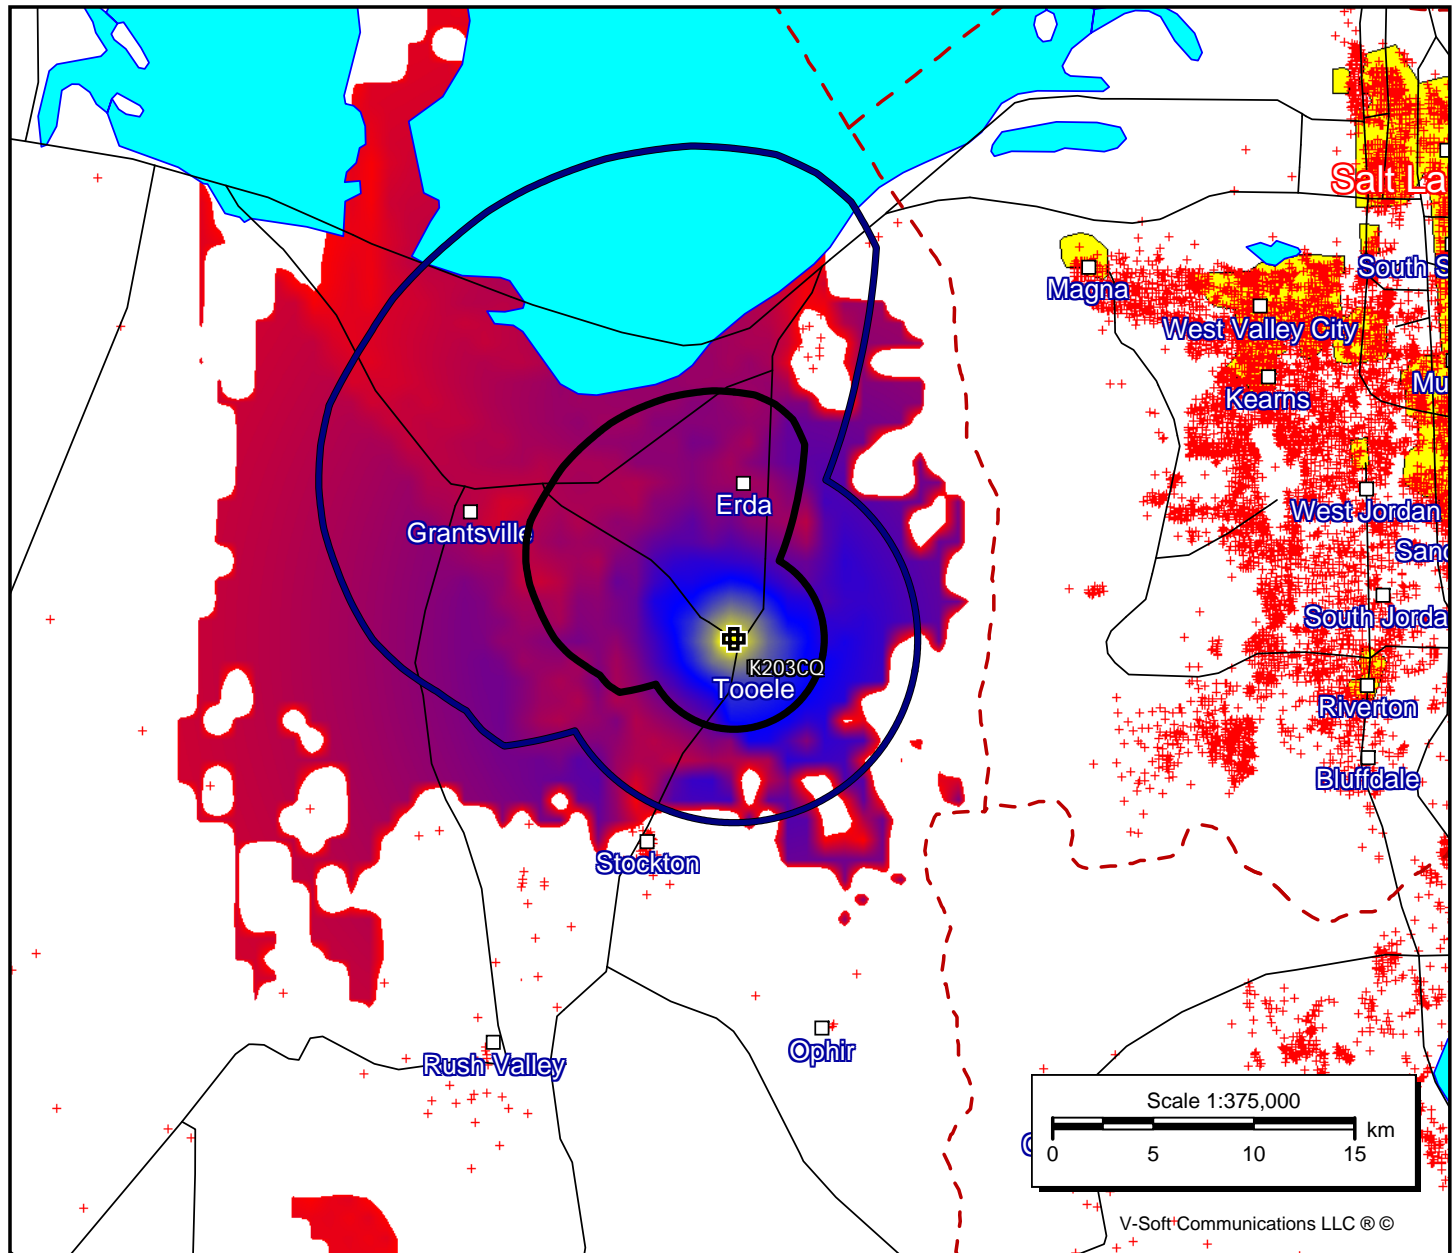 Salt La
South S
Magna
West Valley City
Mu
Kearns
Erda
Grantsville
West Jordan
Sand
South Jorda
K203CQ
Tooele
Riverton
Bluffdale
Stockton
Ophir
Rush Valley
Scale 1:375,000
km
0 5 10 15
V-Soft Communications LLC ® ©